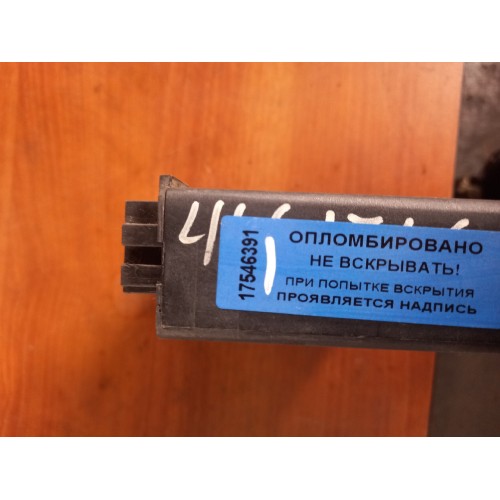 17546391
ОПЛОМБИРОВАНО
НЕ ВСКРЫВАТЬ!
ПРИ ПОПЫТКЕ ВСКРЫТИЯ
ПРОЯВЛЯЕТСЯ НАДПИСЬ